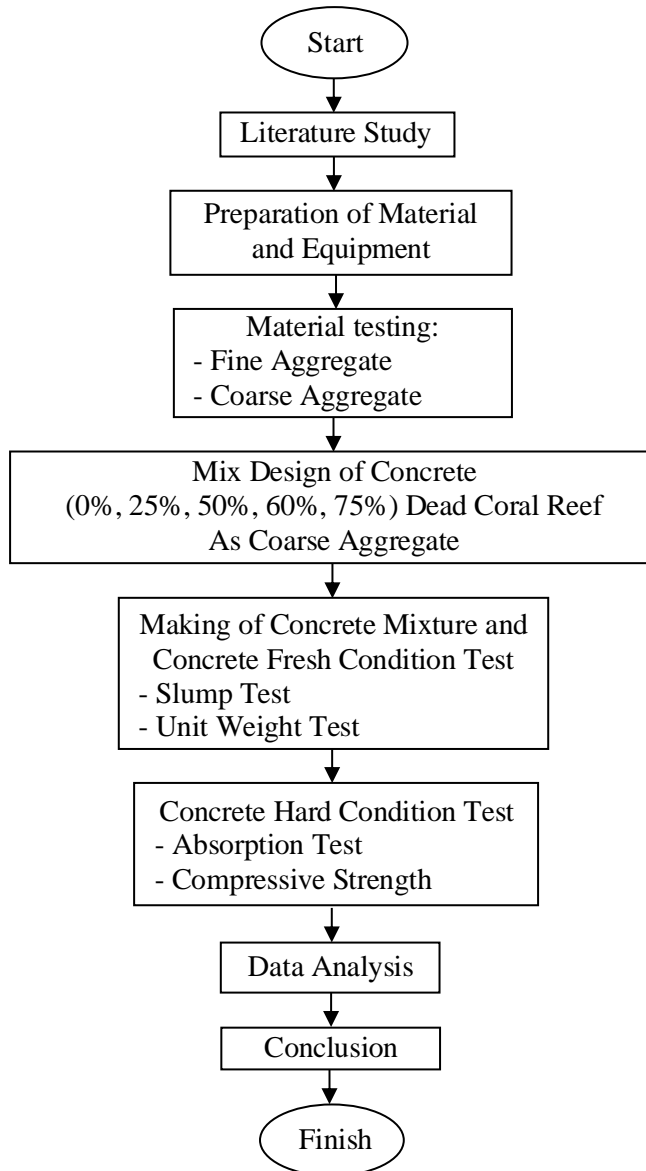 Start
Literature Study
Preparation of Material
and Equipment
Material testing:
- Fine Aggregate
- Coarse Aggregate
Mix Design of Concrete
(0%, 25%, 50%, 60%, 75%) Dead Coral Reef
As Coarse Aggregate
Making of Concrete Mixture and
Concrete Fresh Condition Test
- Slump Test
- Unit Weight Test
Concrete Hard Condition Test
- Absorption Test
- Compressive Strength
Data Analysis
Conclusion
Finish